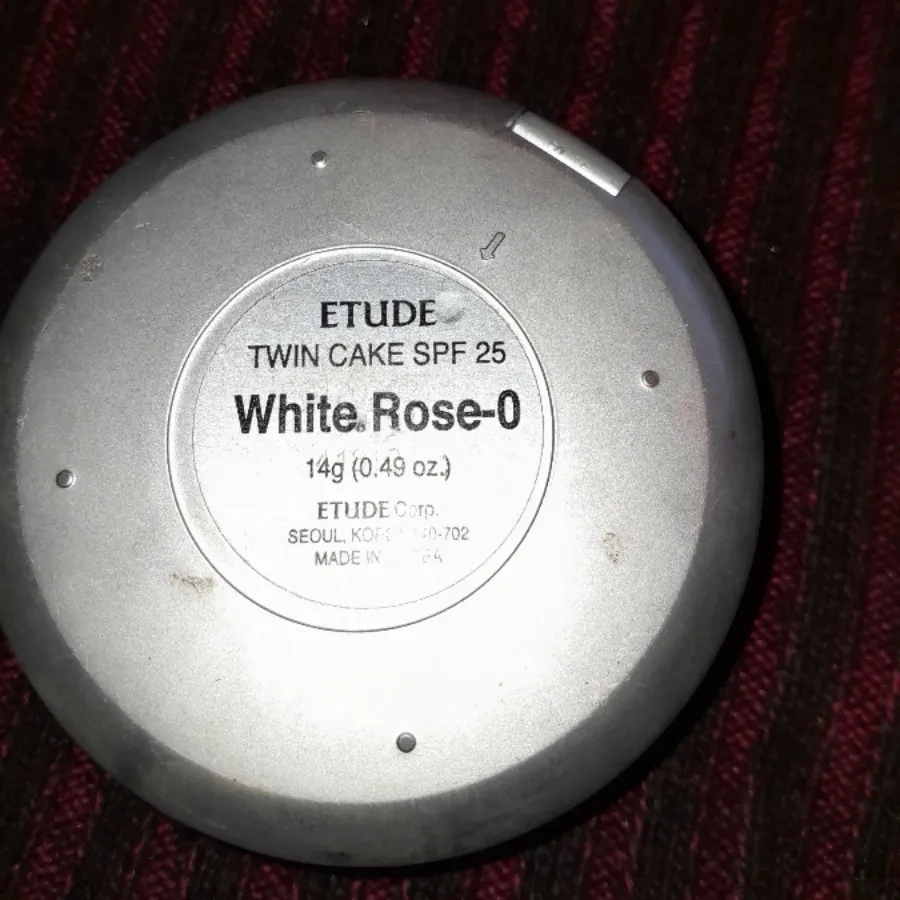 ETUDE
TWIN CAKE SPF 25
White Rose-0
14g (0.49 oz.)
ETUDE Corp.
SEOUL,
MADE IN